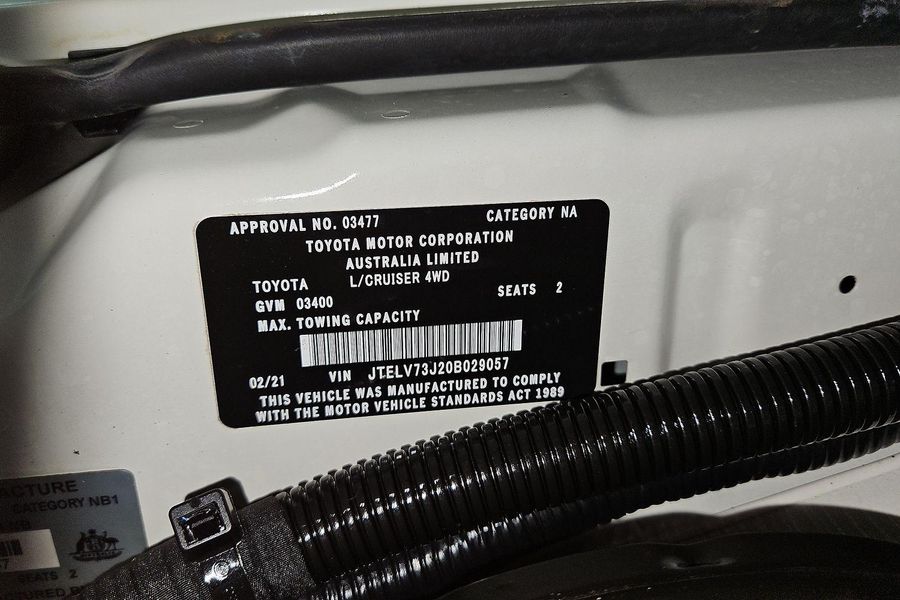 APPROVAL NO. 03477 CATEGORY NA
TOYOTA MOTOR CORPORATION
AUSTRALIA LIMITED
TOYOTA L/CRUISER 4WD
GVM 03400 SEATS 2
MAX. TOWING CAPACITY
02/21 VIN JTELV73J20B029057
THIS VEHICLE WAS MANUFACTURED TO COMPLY
WITH THE MOTOR VEHICLE STANDARDS ACT 1989
CATEGORY NB1
SEATS 2